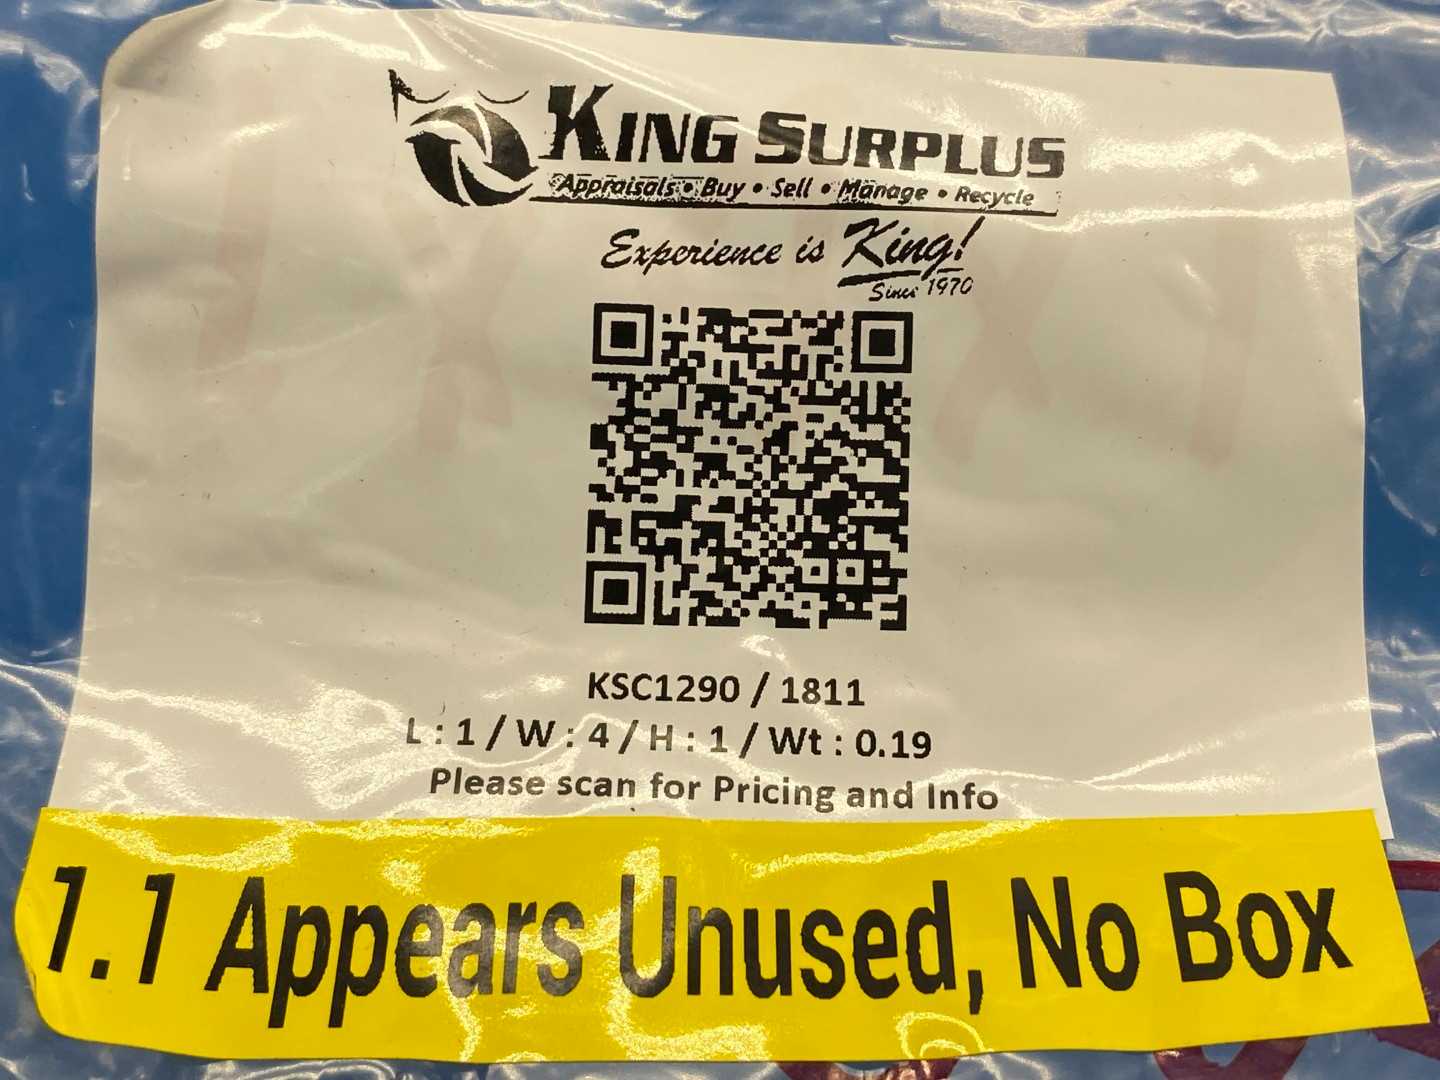 KING SURPLUS
Appraisals • Buy • Sell • Manage • Recycle
Experience is King!
Since 1970
KSC1290 / 1811
L : 1 / W : 4 / H : 1 / Wt : 0.19
Please scan for Pricing and Info
1.1 Appears Unused, No Box